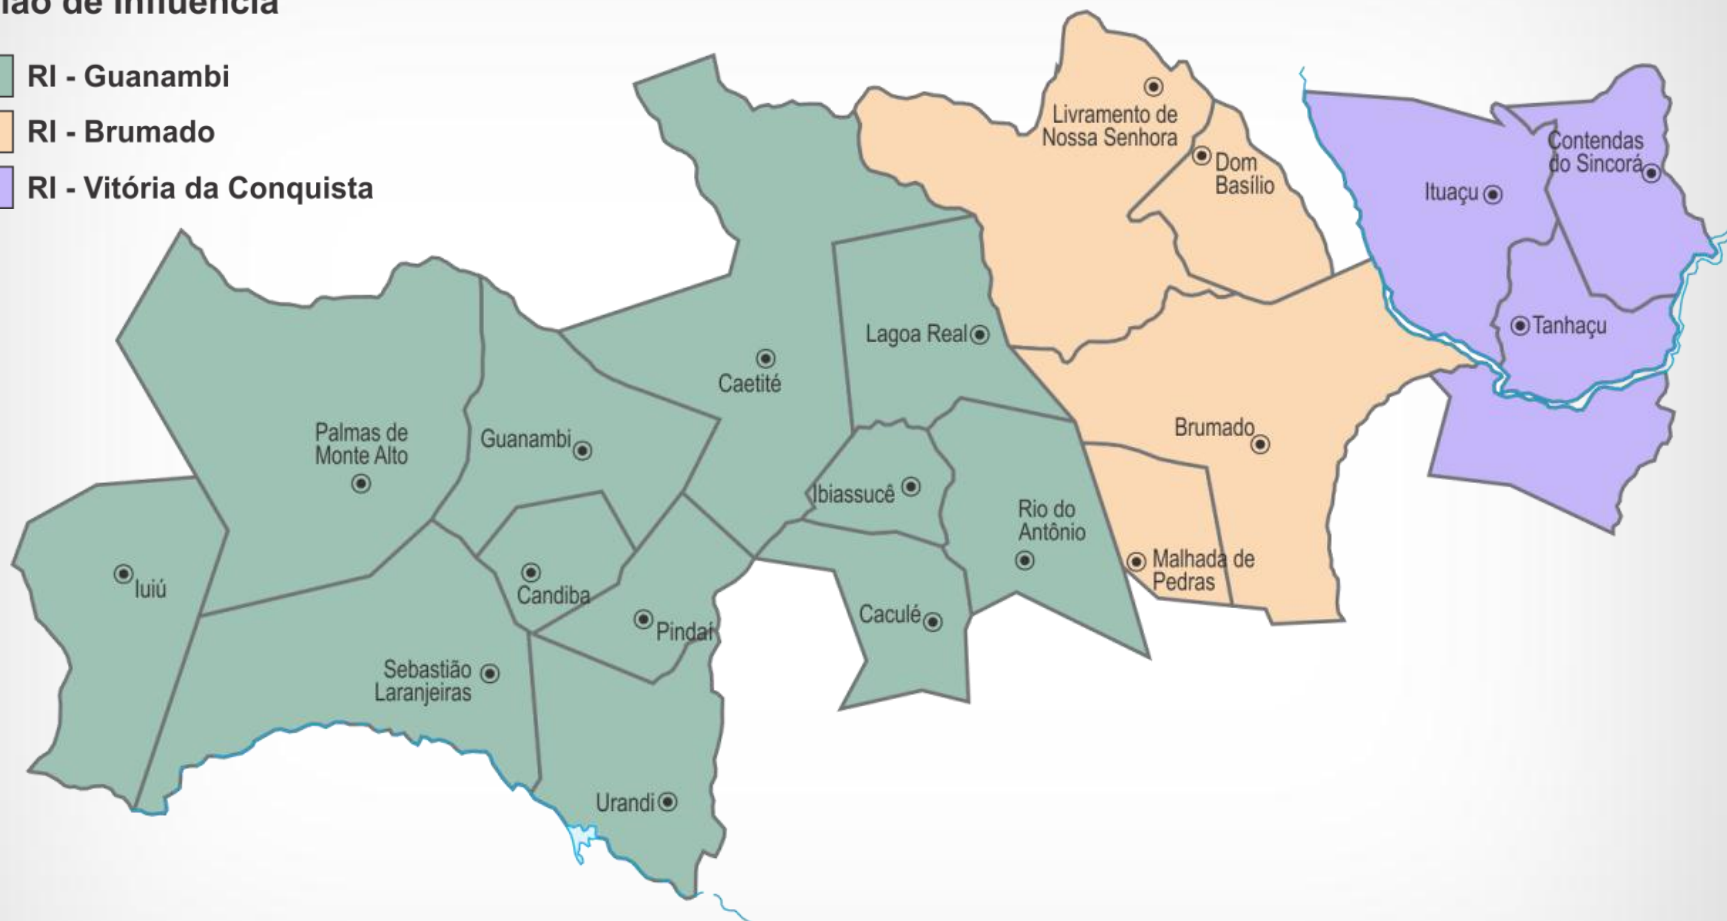 de Influência
RI - Guanambi
RI - Brumado
RI - Vitória da Conquista
Livramento de
Nossa Senhora
Dom
Basílio
Contendas
do Sincorá
Ituaçu
Tanhaçu
Lagoa Real
Caetité
Brumado
Palmas de
Monte Alto
Guanambi
Ibiassucê
Rio do
Antônio
Malhada de
Pedras
Iuiú
Candiba
Caculé
Pindaí
Sebastião
Laranjeiras
Urandi